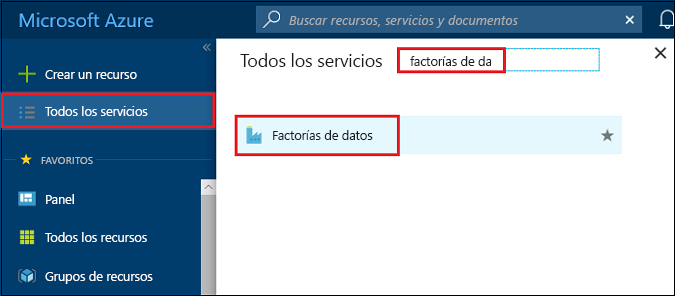 Microsoft Azure
Buscar recursos, servicios y documentos
Crear un recurso
Todos los servicios
FAVORITOS
Panel
Todos los recursos
Grupos de recursos
Todos los servicios
factorías de da
Factorías de datos